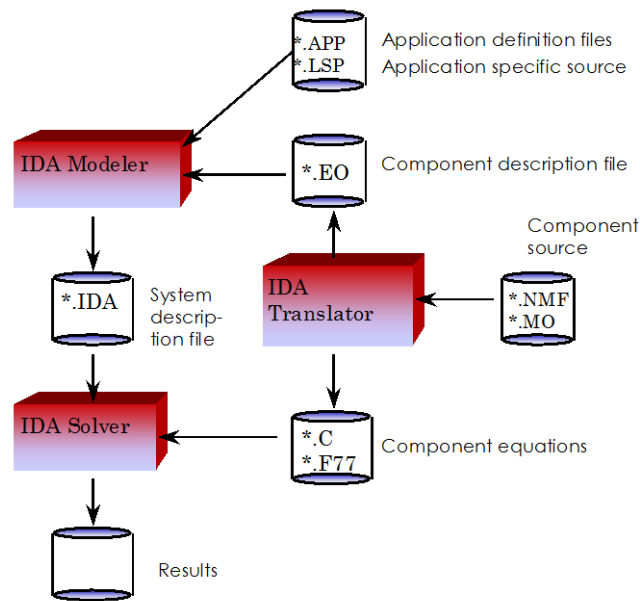 *.APP
*.LSP
Application definition files
Application specific source
IDA Modeler
*.EO
Component description file
Component
source
*.IDA
System
descrip-
tion file
IDA
Translator
*.NMF
*.MO
IDA Solver
*.C
*.F77
Component equations
Results